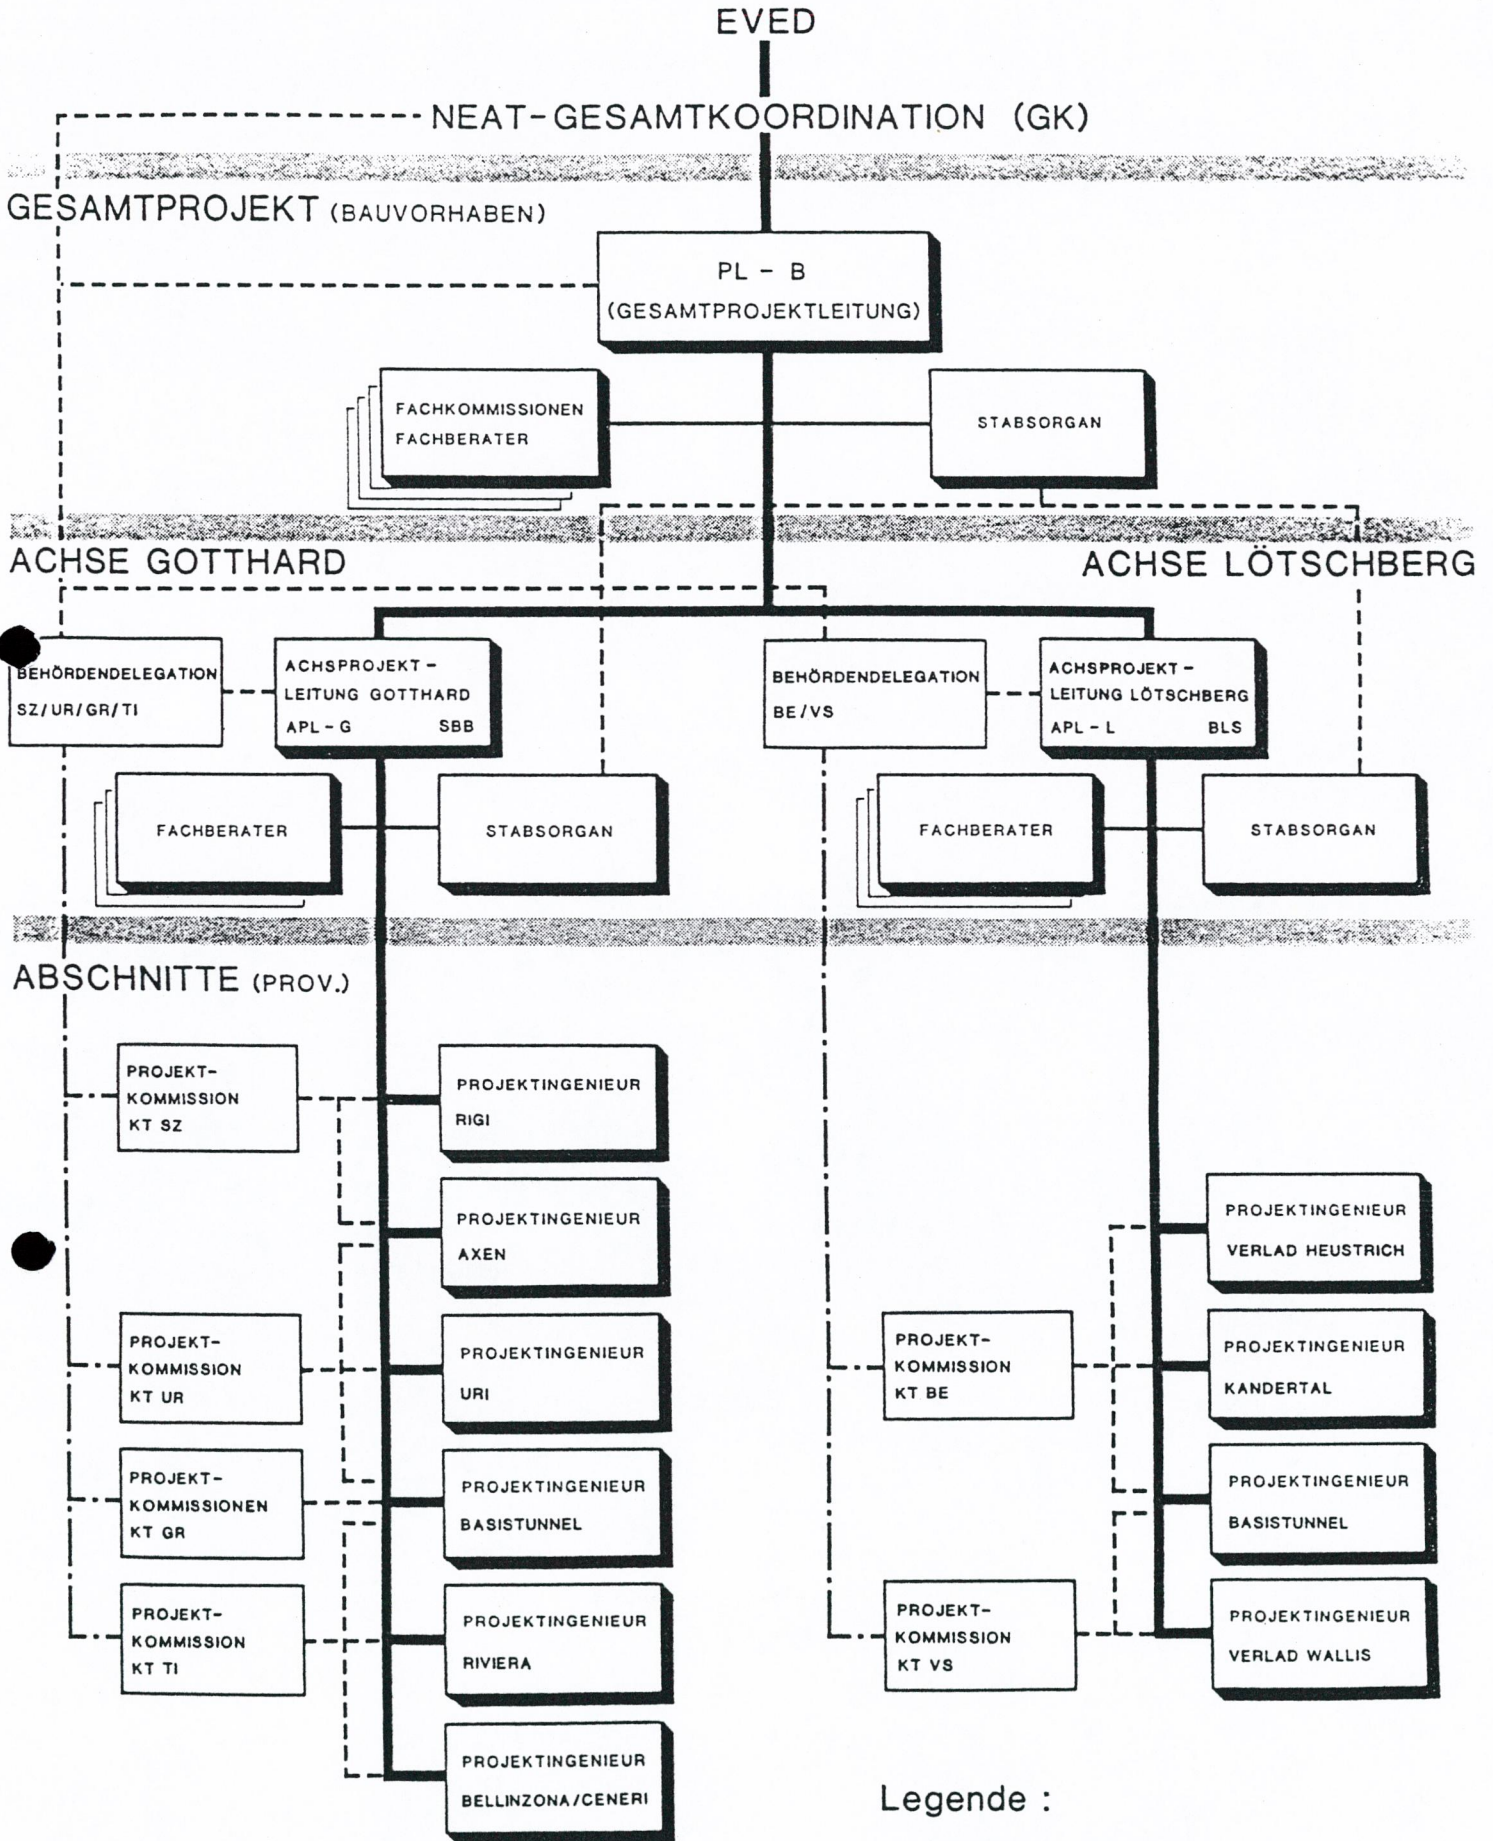 EVED
NEAT-GESAMTKOORDINATION (GK)
GESAMTPROJEKT (BAUVORHABEN)
PL - B
(GESAMTPROJEKTLEITUNG)
FACHKOMMISSIONEN
FACHBERATER
STABSORGAN
ACHSE GOTTHARD
ACHSE LÖTSCHBERG
BEHÖRDENDELEGATION
SZ/UR/GR/TI
ACHSPROJEKT-
LEITUNG GOTTHARD
APL-G SBB
BEHÖRDENDELEGATION
BE/VS
ACHSPROJEKT-
LEITUNG LÖTSCHBERG
APL-L BLS
FACHBERATER
STABSORGAN
FACHBERATER
STABSORGAN
ABSCHNITTE (PROV.)
PROJEKT-
KOMMISSION
KT SZ
PROJEKTINGENIEUR
RIGI
PROJEKTINGENIEUR
AXEN
PROJEKT-
KOMMISSION
KT UR
PROJEKTINGENIEUR
URI
PROJEKT-
KOMMISSIONEN
KT GR
PROJEKTINGENIEUR
BASISTUNNEL
PROJEKT-
KOMMISSION
KT TI
PROJEKTINGENIEUR
RIVIERA
PROJEKTINGENIEUR
BELLINZONA/CENERI
PROJEKTINGENIEUR
VERLAD HEUSTRICH
PROJEKT-
KOMMISSION
KT BE
PROJEKTINGENIEUR
KANDERTAL
PROJEKTINGENIEUR
BASISTUNNEL
PROJEKT-
KOMMISSION
KT VS
PROJEKTINGENIEUR
VERLAD WALLIS
Legende :